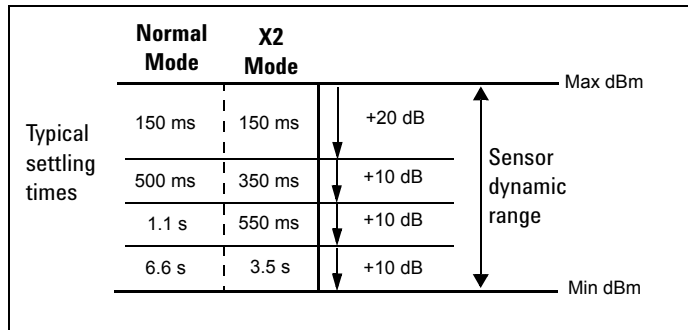 Normal Mode
X2 Mode
Max dBm
Typical settling times
150 ms
150 ms
+20 dB
500 ms
350 ms
+10 dB
1.1 s
550 ms
+10 dB
6.6 s
3.5 s
+10 dB
Sensor dynamic range
Min dBm